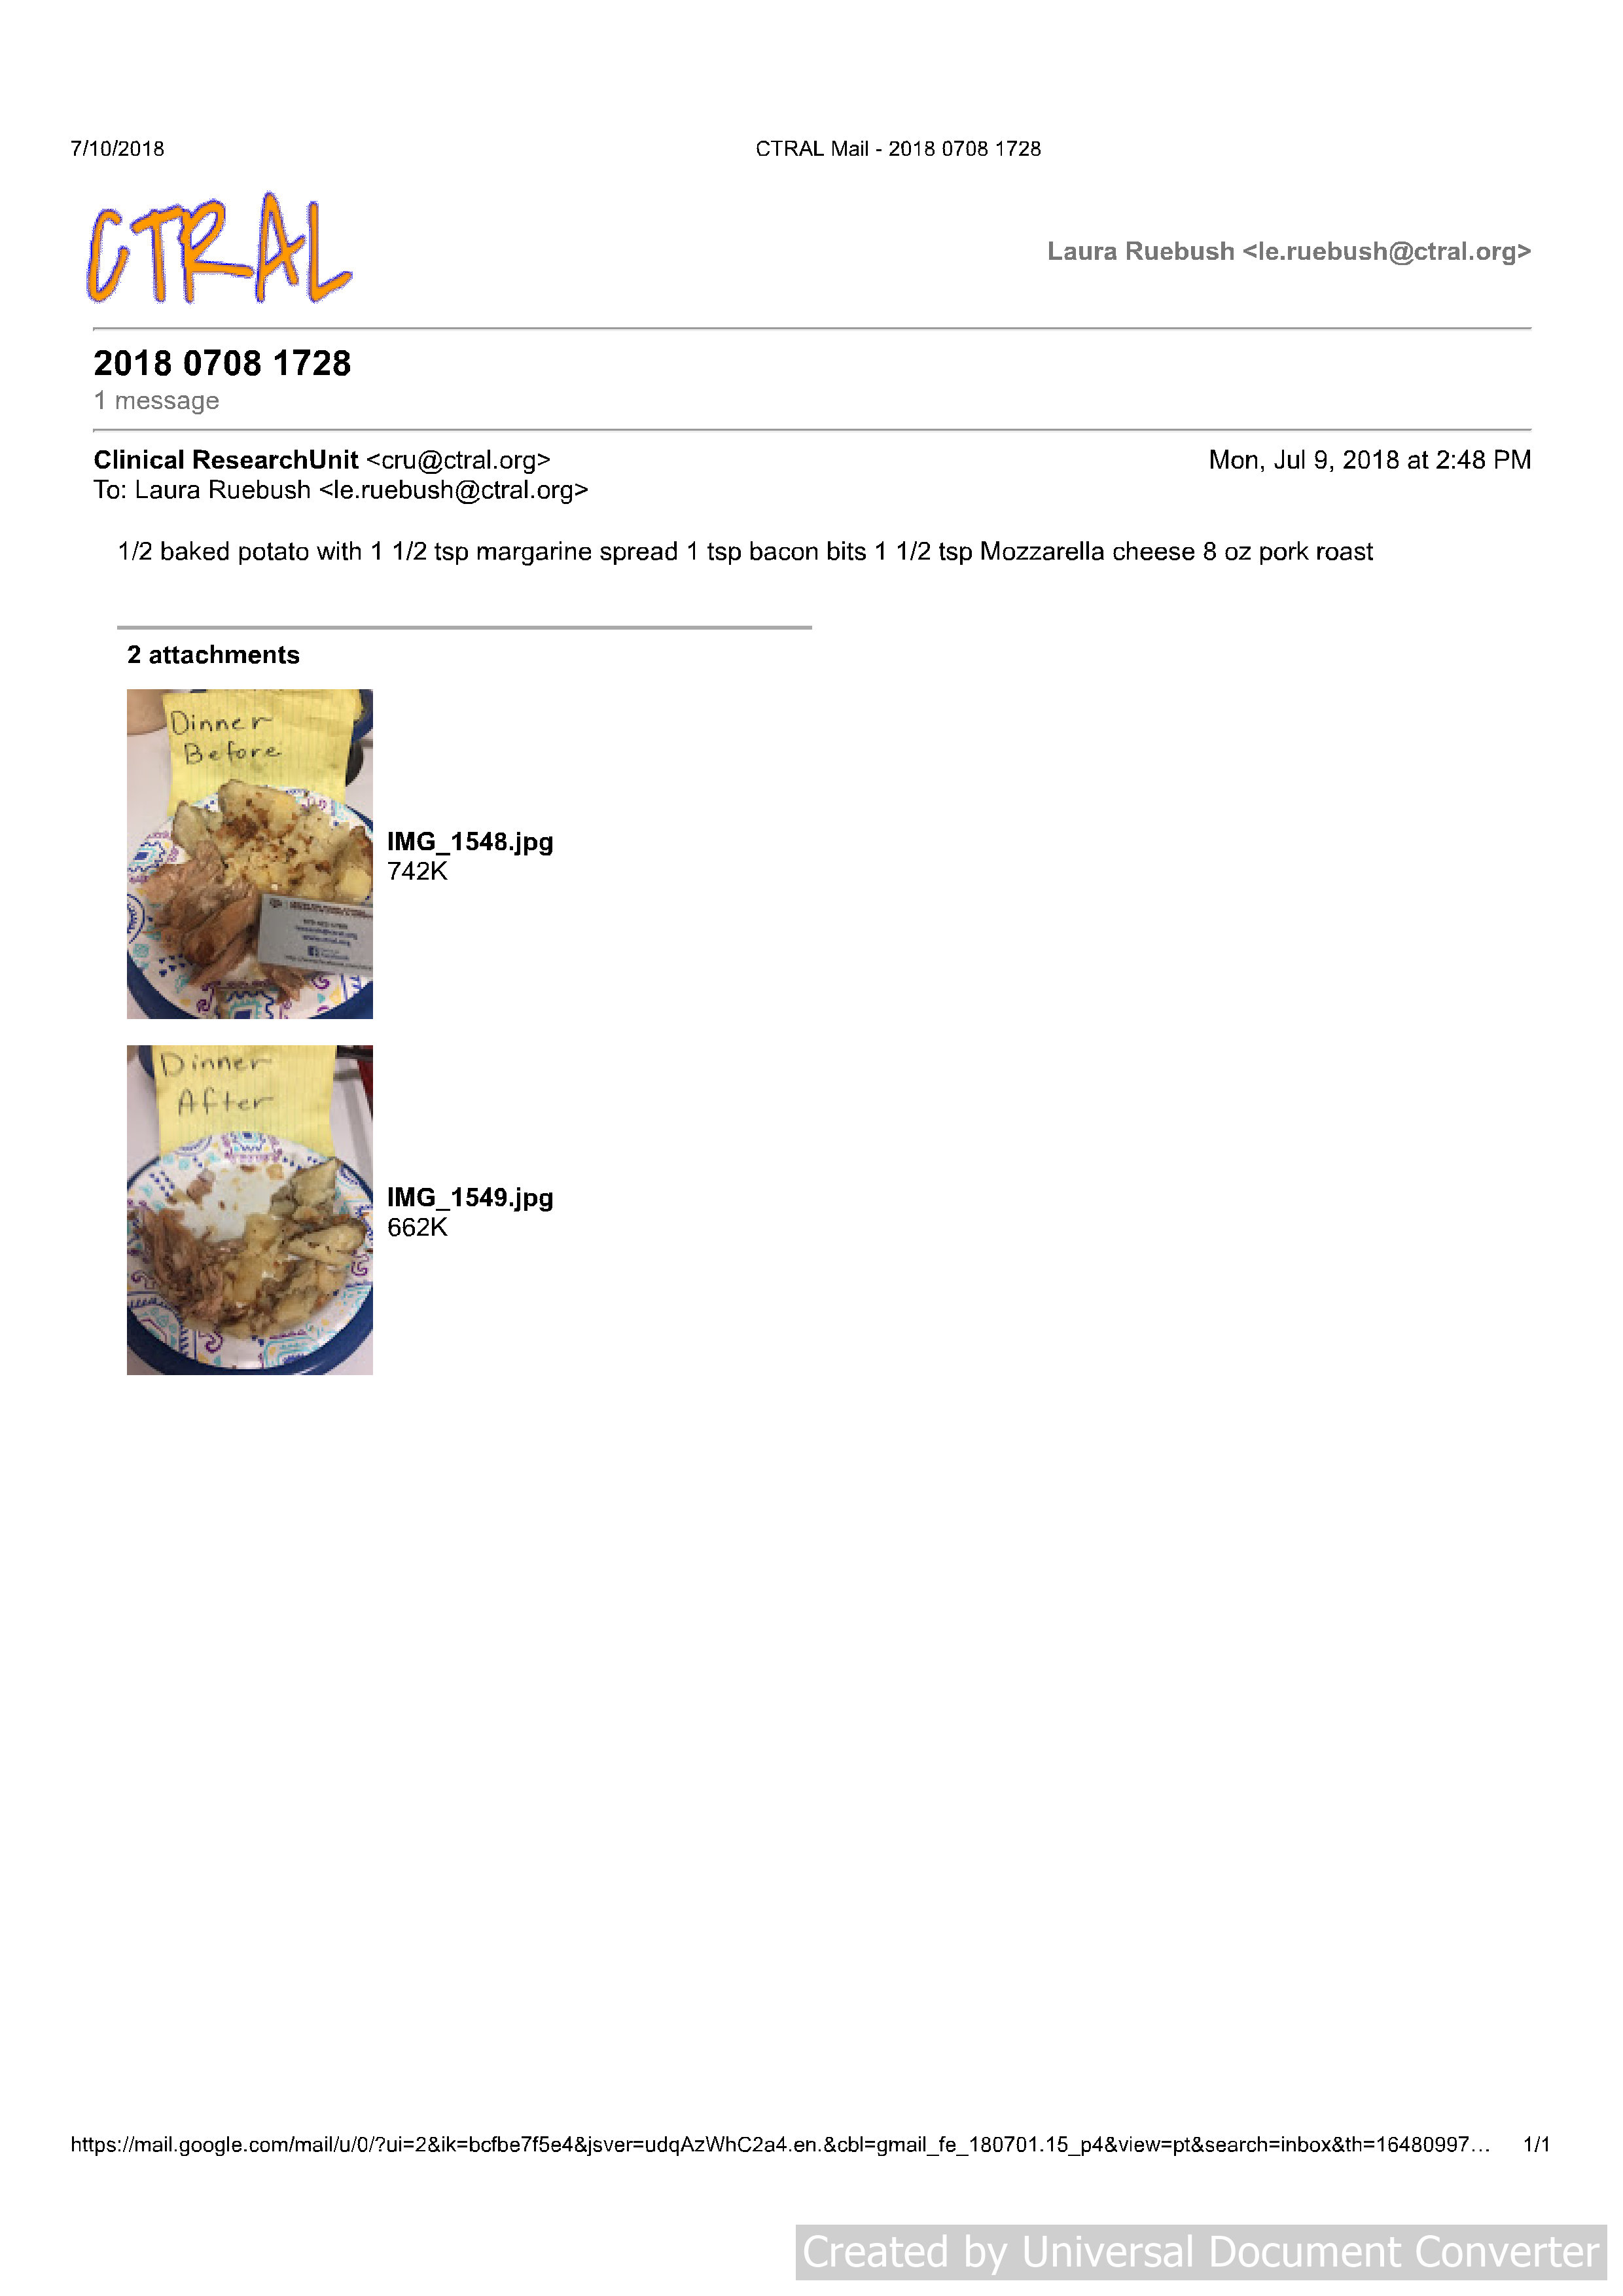 7/10/2018
CTRAL Mail - 2018 0708 1728
CTRAL
Laura Ruebush <le.ruebush@ctral.org>
2018 0708 1728
1 message
Clinical ResearchUnit <cru@ctral.org>
Mon, Jul 9, 2018 at 2:48 PM
To: Laura Ruebush <le.ruebush@ctral.org>
1/2 baked potato with 1 1/2 tsp margarine spread 1 tsp bacon bits 1 1/2 tsp Mozzarella cheese 8 oz pork roast
2 attachments
Dinner
Before
IMG_1548.jpg
742K
Dinner
After
IMG_1549.jpg
662K
https://mail.google.com/mail/u/0/?ui=2&ik=bcfbe7f5e4&jsver=udqAzWhC2a4.en.&cbl=gmail_fe_180701.15_p4&view=pt&search=inbox&th=16480997...
1/1
Created by Universal Document Converter